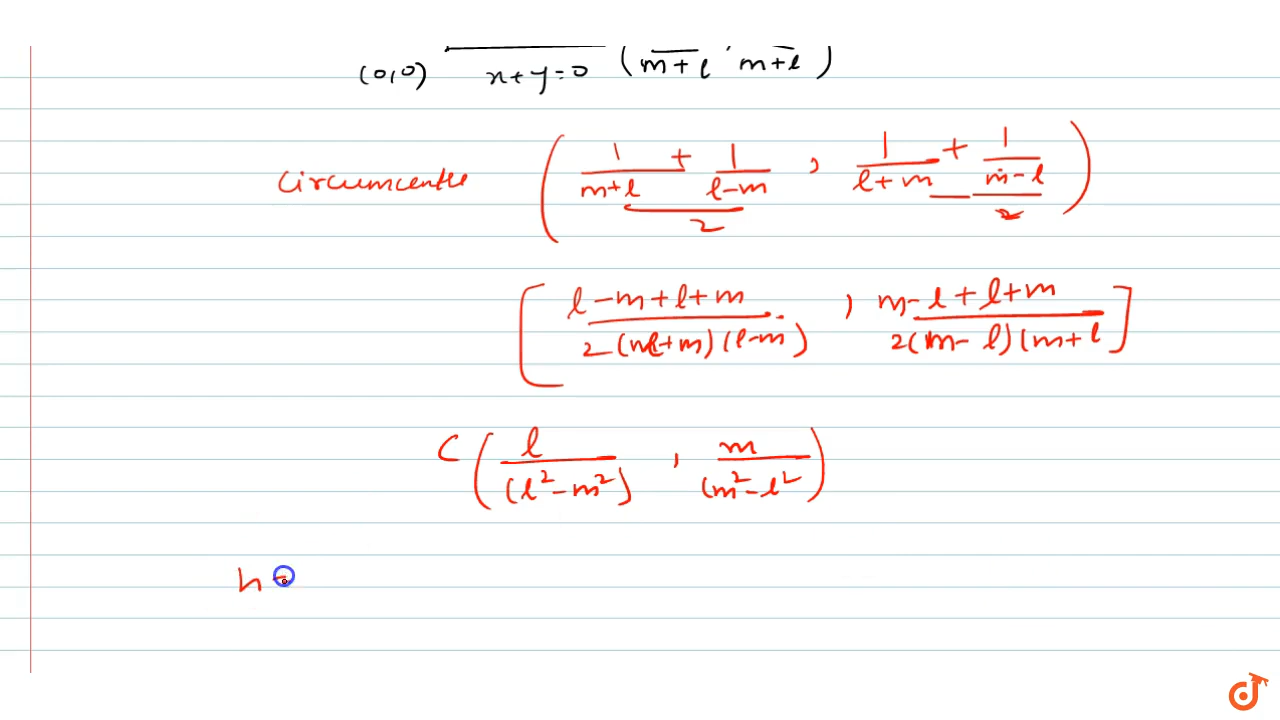 (0,0) x+y=0 (m+l, m+l)
circumcentre ( (1/(m+l) + 1/(l-m))/2 , (1/(l+m) + 1/(m-l))/2 )
[ (l-m+l+m)/(2(l+m)(l-m)) , (m-l+l+m)/(2(m-l)(m+l)) ]
C ( l/(l²-m²) , m/(m²-l²) )
h =